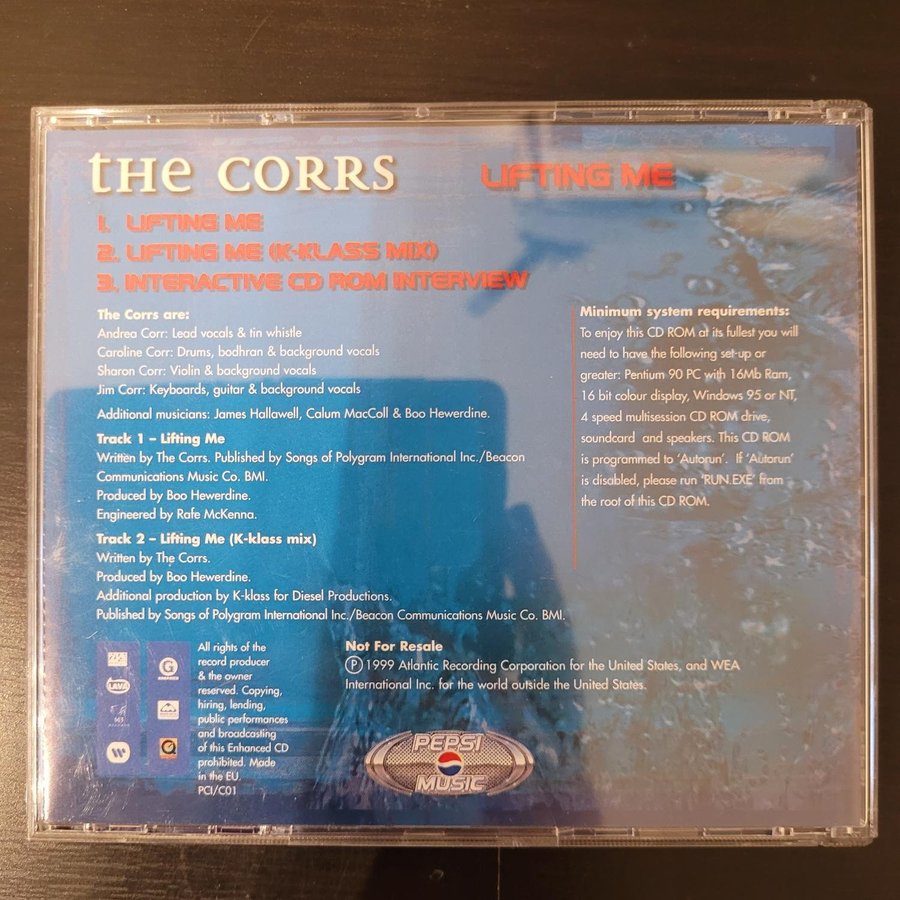 the CORRS
LIFTING ME
1. LIFTING ME
2. LIFTING ME (K-KLASS MIX)
3. INTERACTIVE CD ROM INTERVIEW
The Corrs are:
Andrea Corr: Lead vocals & tin whistle
Caroline Corr: Drums, bodhran & background vocals
Sharon Corr: Violin & background vocals
Jim Corr: Keyboards, guitar & background vocals
Additional musicians: James Hallawell, Calum MacColl & Boo Hewerdine.
Track 1 – Lifting Me
Written by The Corrs. Published by Songs of Polygram International Inc./Beacon
Communications Music Co. BMI.
Produced by Boo Hewerdine.
Engineered by Rafe McKenna.
Track 2 – Lifting Me (K-klass mix)
Written by The Corrs.
Produced by Boo Hewerdine.
Additional production by K-klass for Diesel Productions.
Published by Songs of Polygram International Inc./Beacon Communications Music Co. BMI.
Minimum system requirements:
To enjoy this CD ROM at its fullest you will
need to have the following set-up or
greater: Pentium 90 PC with 16Mb Ram,
16 bit colour display, Windows 95 or NT,
4 speed multisession CD ROM drive,
soundcard and speakers. This CD ROM
is programmed to ‘Autorun’. If ‘Autorun’
is disabled, please run ‘RUN.EXE’ from
the root of this CD ROM.
LAVA
143
G
All rights of the
record producer
& the owner
reserved. Copying,
hiring, lending,
public performances
and broadcasting
of this Enhanced CD
prohibited. Made
in the EU.
PCI/C01
Not For Resale
Ⓟ 1999 Atlantic Recording Corporation for the United States, and WEA
International Inc. for the world outside the United States.
PEPSI
MUSIC